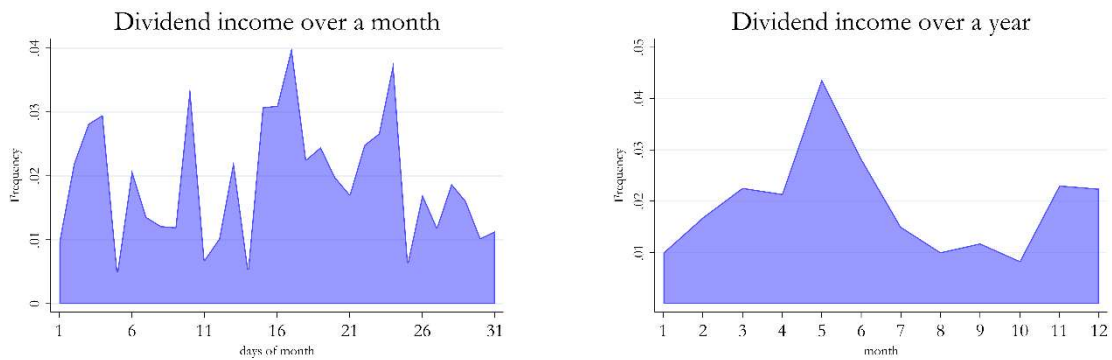 Dividend income over a month
.04
.03
.02
.01
0
Frequency
1 6 11 16 21 26 31
days of month
Dividend income over a year
.05
.04
.03
.02
.01
Frequency
1 2 3 4 5 6 7 8 9 10 11 12
month